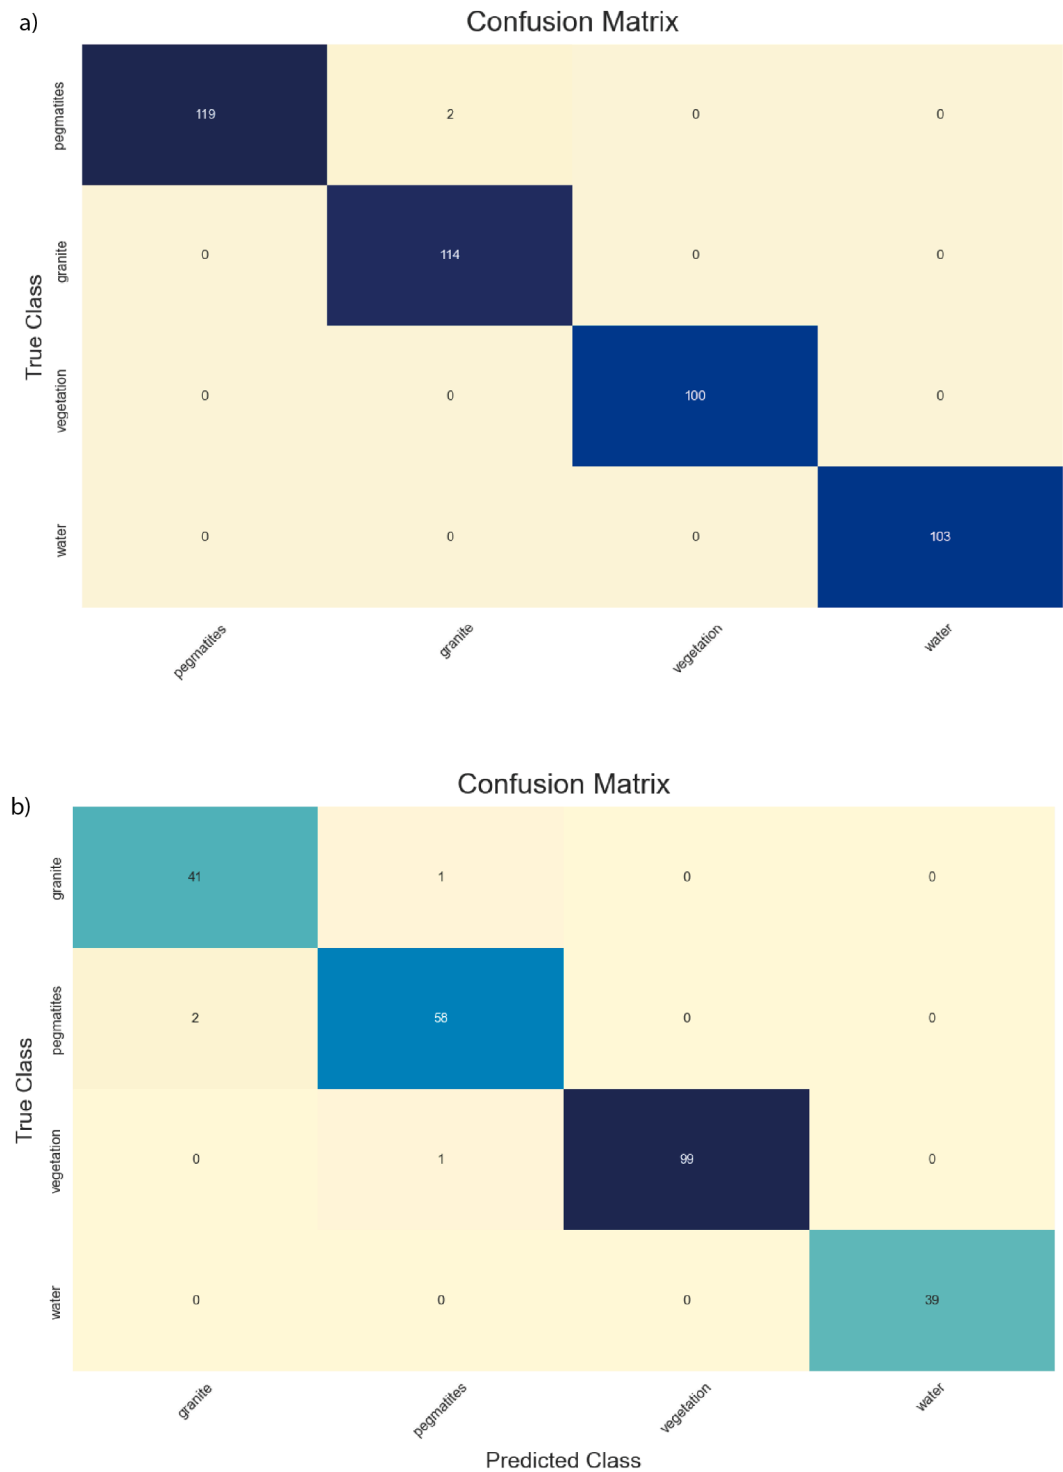 a)
Confusion Matrix
pegmatites 119 2 0 0
granite 0 114 0 0
vegetation 0 0 100 0
water 0 0 0 103
True Class
pegmatites granite vegetation water
b)
Confusion Matrix
granite 41 1 0 0
pegmatites 2 58 0 0
vegetation 0 1 99 0
water 0 0 0 39
True Class
granite pegmatites vegetation water
Predicted Class